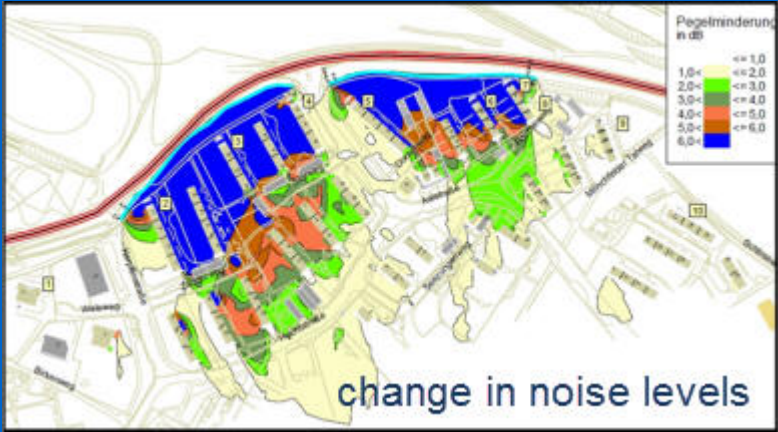 Pegelminderung
in dB
<= 1,0
1,0< <= 2,0
2,0< <= 3,0
3,0< <= 4,0
4,0< <= 5,0
5,0< <= 6,0
6,0<
4
5
6
7
8
3
9
2
10
1
Birkenweg
change in noise levels